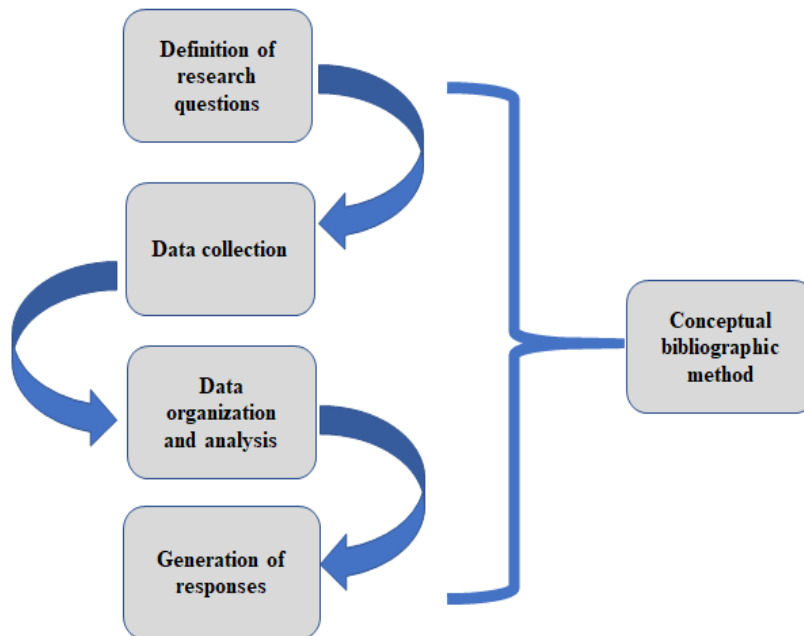 Definition of
research
questions
Data collection
Data
organization
and analysis
Generation of
responses
Conceptual
bibliographic
method